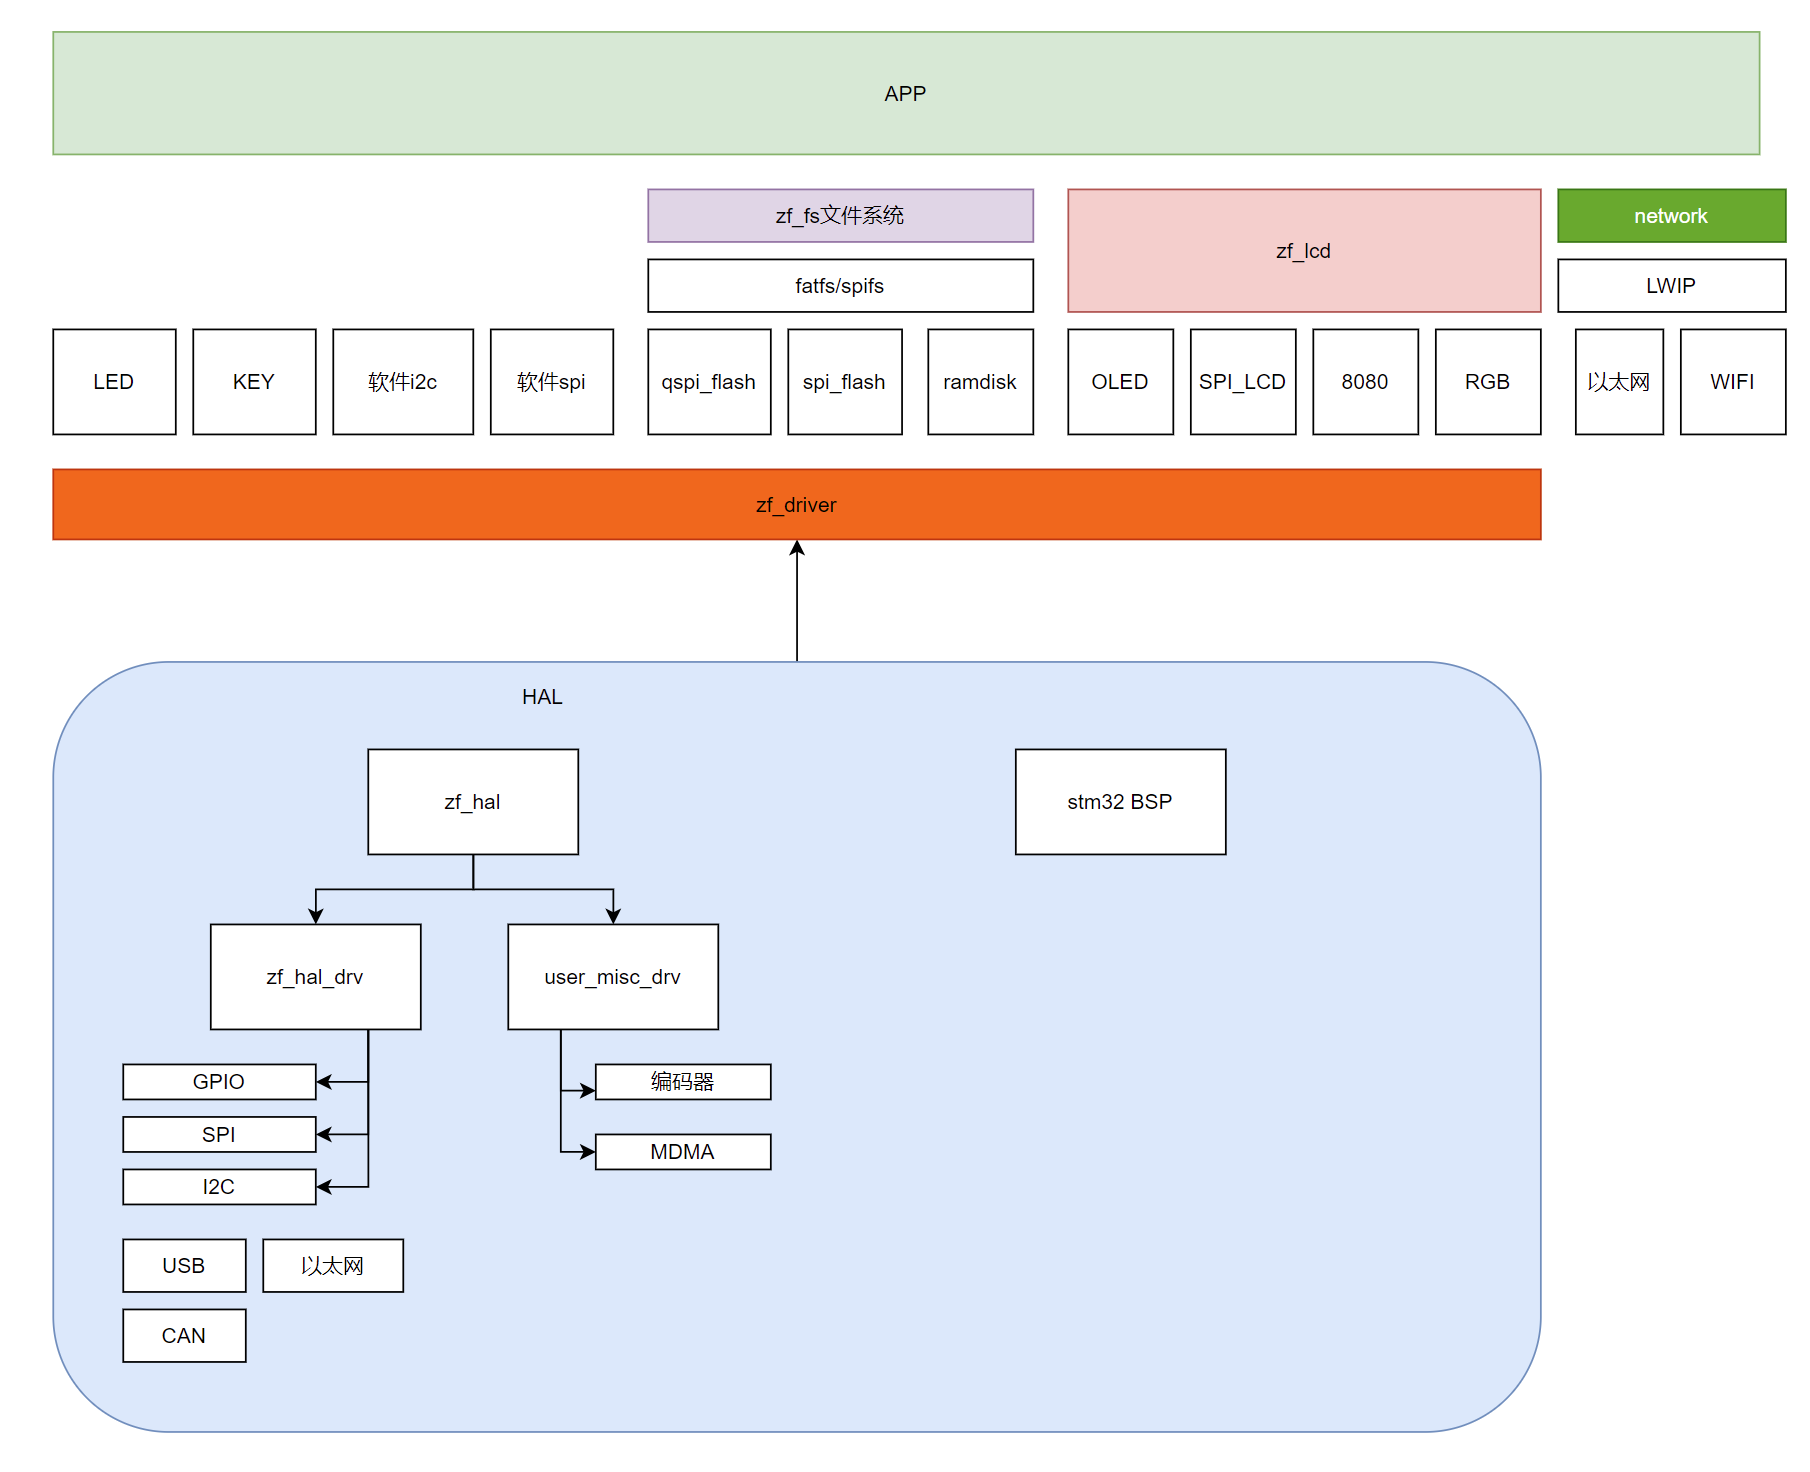 APP
zf_fs文件系统
zf_lcd
network
fatfs/spifs
LWIP
LED
KEY
软件i2c
软件spi
qspi_flash
spi_flash
ramdisk
OLED
SPI_LCD
8080
RGB
以太网
WIFI
zf_driver
HAL
zf_hal
stm32 BSP
zf_hal_drv
user_misc_drv
GPIO
编码器
SPI
MDMA
I2C
USB
以太网
CAN